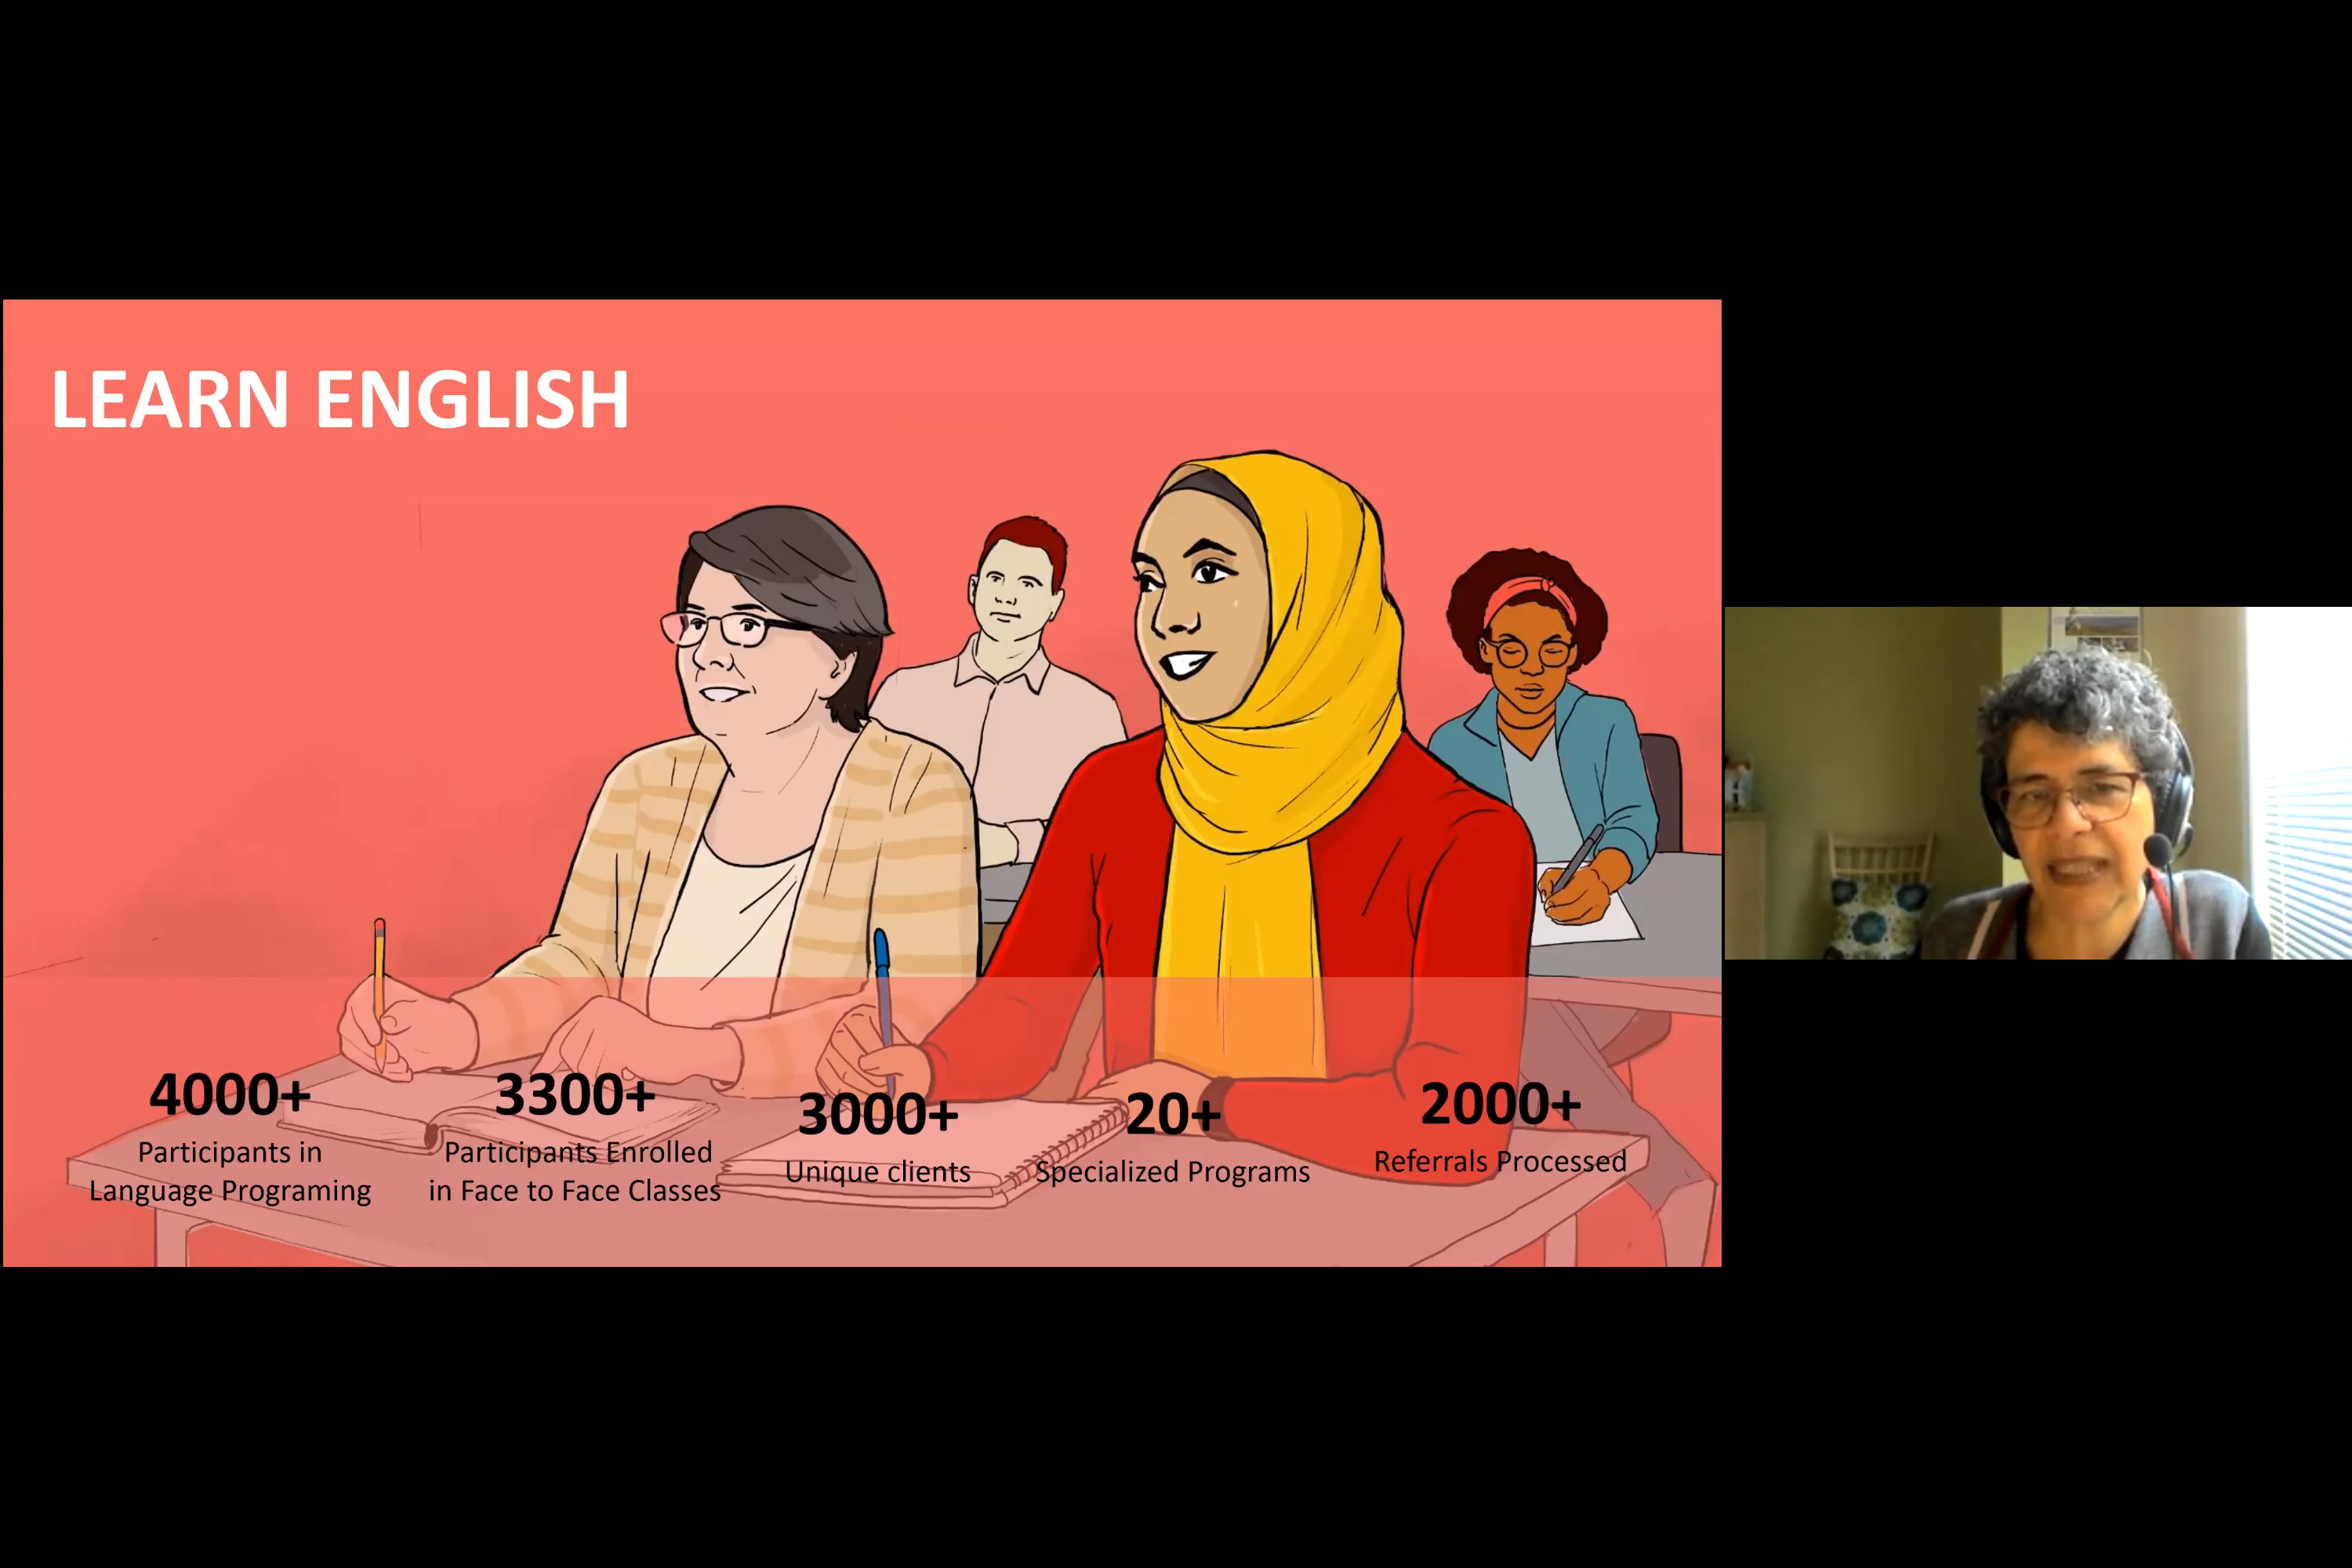 LEARN ENGLISH
4000+
Participants in
Language Programing
3300+
Participants Enrolled
in Face to Face Classes
3000+
Unique clients
20+
Specialized Programs
2000+
Referrals Processed